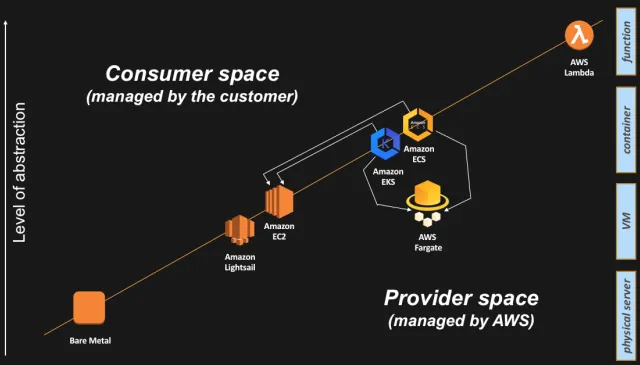 Consumer space
(managed by the customer)
Level of abstraction
AWS
Lambda
function
Amazon
Amazon
ECS
container
Amazon
EKS
Amazon
EC2
AWS
Fargate
VM
Amazon
Lightsail
Provider space
(managed by AWS)
Bare Metal
physical server